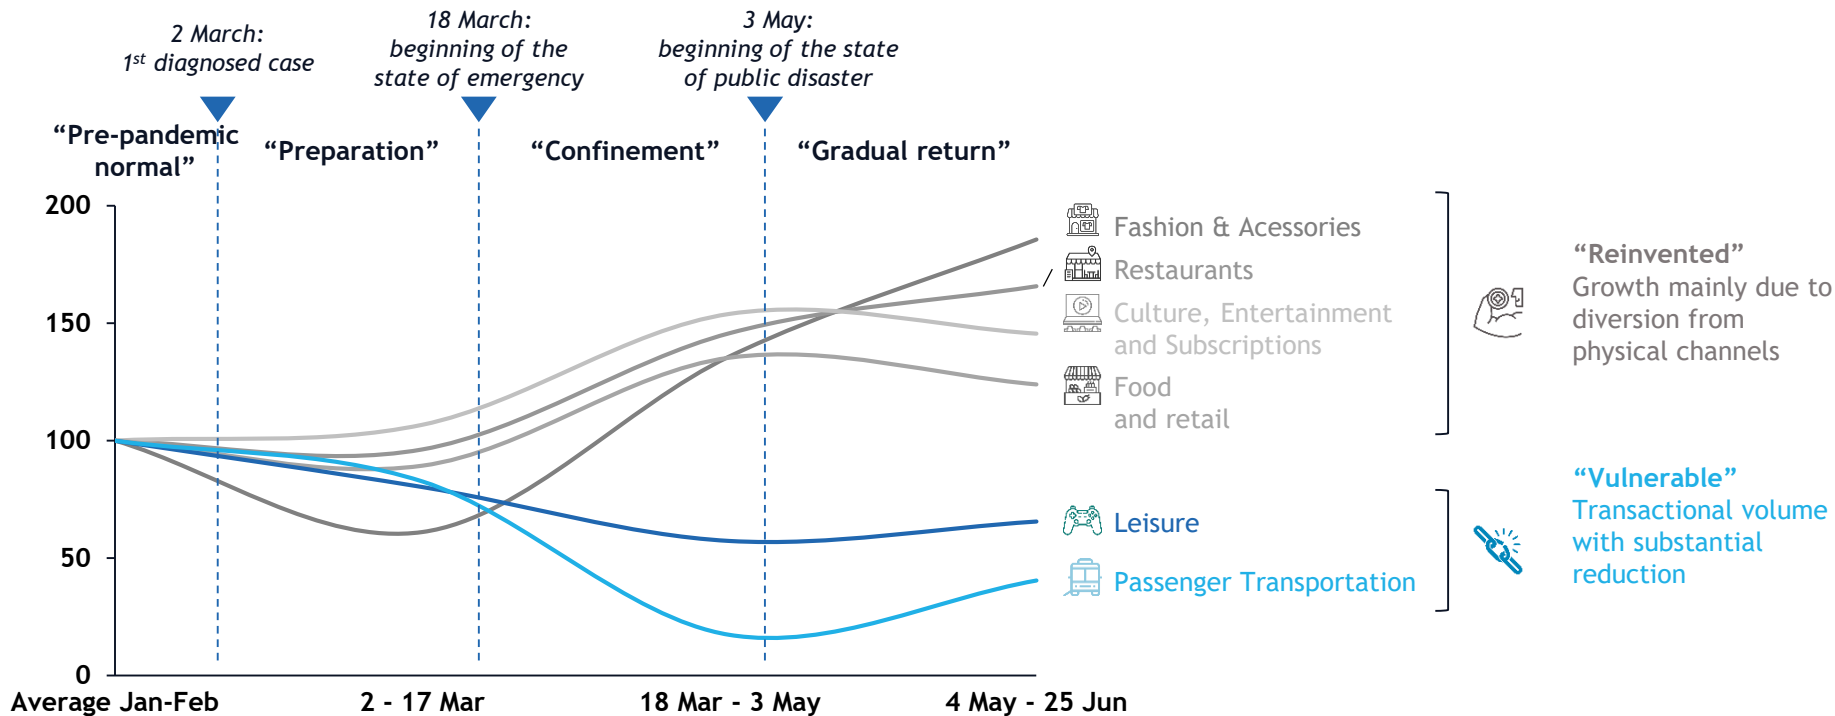 2 March:
1st diagnosed case
18 March:
beginning of the
state of emergency
3 May:
beginning of the state
of public disaster
“Pre-pandemic
normal”
“Preparation”
“Confinement”
“Gradual return”
200
150
100
50
0
Average Jan-Feb
2 - 17 Mar
18 Mar - 3 May
4 May - 25 Jun
Fashion & Acessories
Restaurants
Culture, Entertainment
and Subscriptions
Food
and retail
Leisure
Passenger Transportation
“Reinvented”
Growth mainly due to
diversion from
physical channels
“Vulnerable”
Transactional volume
with substantial
reduction